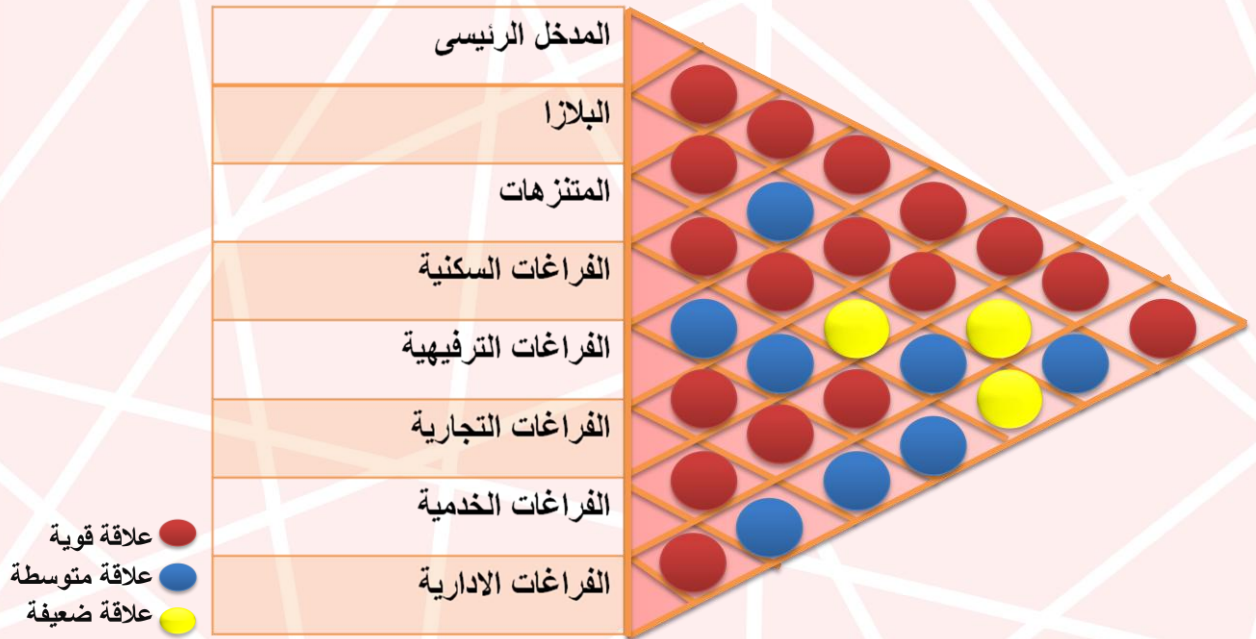 المدخل الرئيسى
البلازا
المتنزهات
الفراغات السكنية
الفراغات الترفيهية
الفراغات التجارية
الفراغات الخدمية
الفراغات الادارية
علاقة قوية
علاقة متوسطة
علاقة ضعيفة